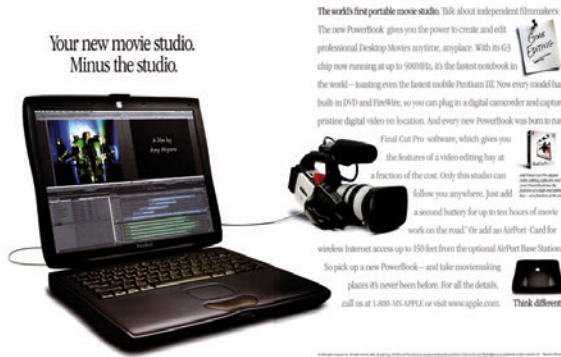 Your new movie studio.
Minus the studio.
A film by
The world's first portable movie studio. Talk about independent filmmakers:
The new PowerBook gives you the power to create and edit
professional Desktop Movies anytime, anyplace. With its G3
chip now running at up to 500MHz, it's the fastest notebook in
the world – toasting even the fastest mobile Pentium III. Now every model has
built-in DVD and FireWire, so you can plug in a digital camcorder and capture
pristine digital video on location. And every new PowerBook was born to run
Final Cut Pro software, which gives you
the features of a video editing bay at
a fraction of the cost. Only this studio can
follow you anywhere. Just add
a second battery for up to ten hours of movie
work on the road.* Or add an AirPort Card for
wireless Internet access up to 150 feet from the optional AirPort Base Station.
So pick up a new PowerBook – and take moviemaking
places it's never been before. For all the details,
call us at 1-800-MY-APPLE or visit www.apple.com.
GONE
EDITING
Think different.